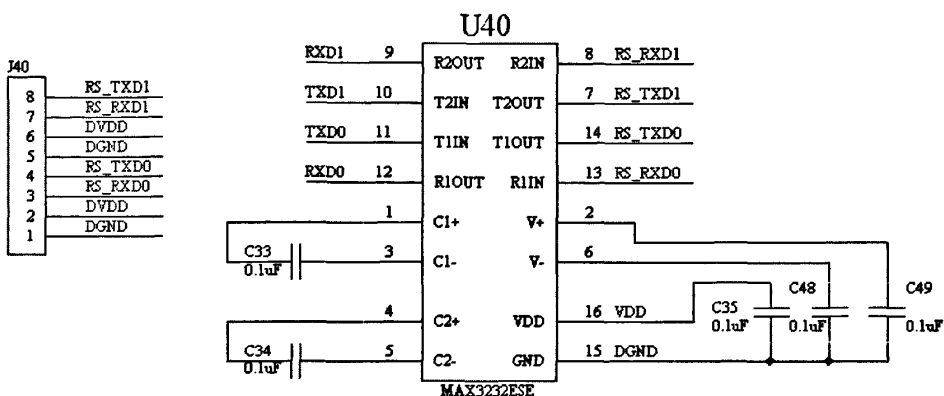 U40
J40
8 RS_TXD1
7 RS_RXD1
6 DVDD
5 DGND
4 RS_TXD0
3 RS_RXD0
2 DVDD
1 DGND
RXD1 9 R2OUT R2IN 8 RS_RXD1
TXD1 10 T2IN T2OUT 7 RS_TXD1
TXD0 11 T1IN T1OUT 14 RS_TXD0
RXD0 12 R1OUT R1IN 13 RS_RXD0
1 C1+ V+ 2
C33 3 C1- V- 6
0.1uF
4 C2+ VDD 16 VDD
C34 5 C2- GND 15 DGND
0.1uF
C35 C48 C49
0.1uF 0.1uF 0.1uF
MAX3232ESE